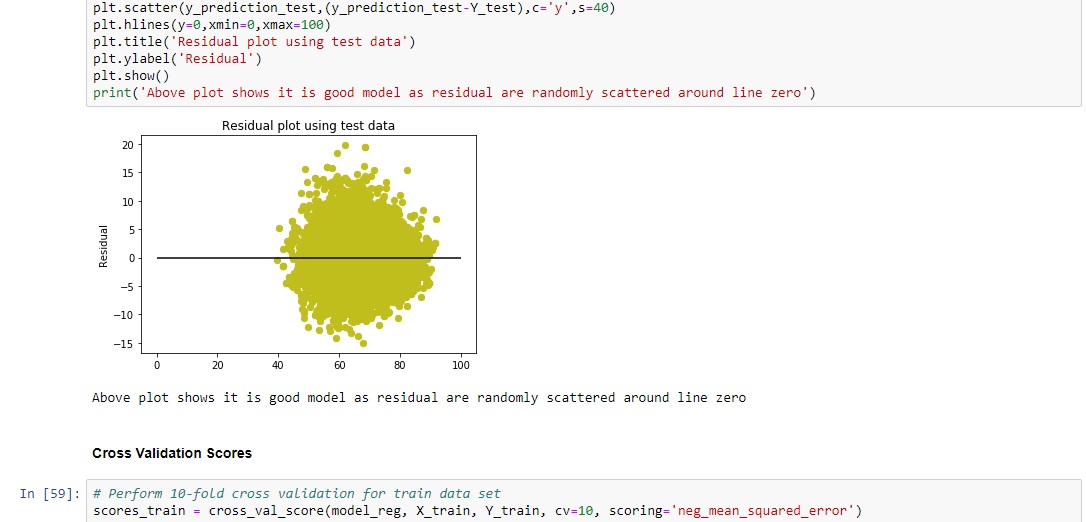 plt.scatter(y_prediction_test,(y_prediction_test-Y_test),c='y',s=40)
plt.hlines(y=0,xmin=0,xmax=100)
plt.title('Residual plot using test data')
plt.ylabel('Residual')
plt.show()
print('Above plot shows it is good model as residual are randomly scattered around line zero')
Residual plot using test data
20
15
10
5
0
−5
−10
−15
Residual
0 20 40 60 80 100
Above plot shows it is good model as residual are randomly scattered around line zero
Cross Validation Scores
In [59]: # Perform 10-fold cross validation for train data set
scores_train = cross_val_score(model_reg, X_train, Y_train, cv=10, scoring='neg_mean_squared_error')